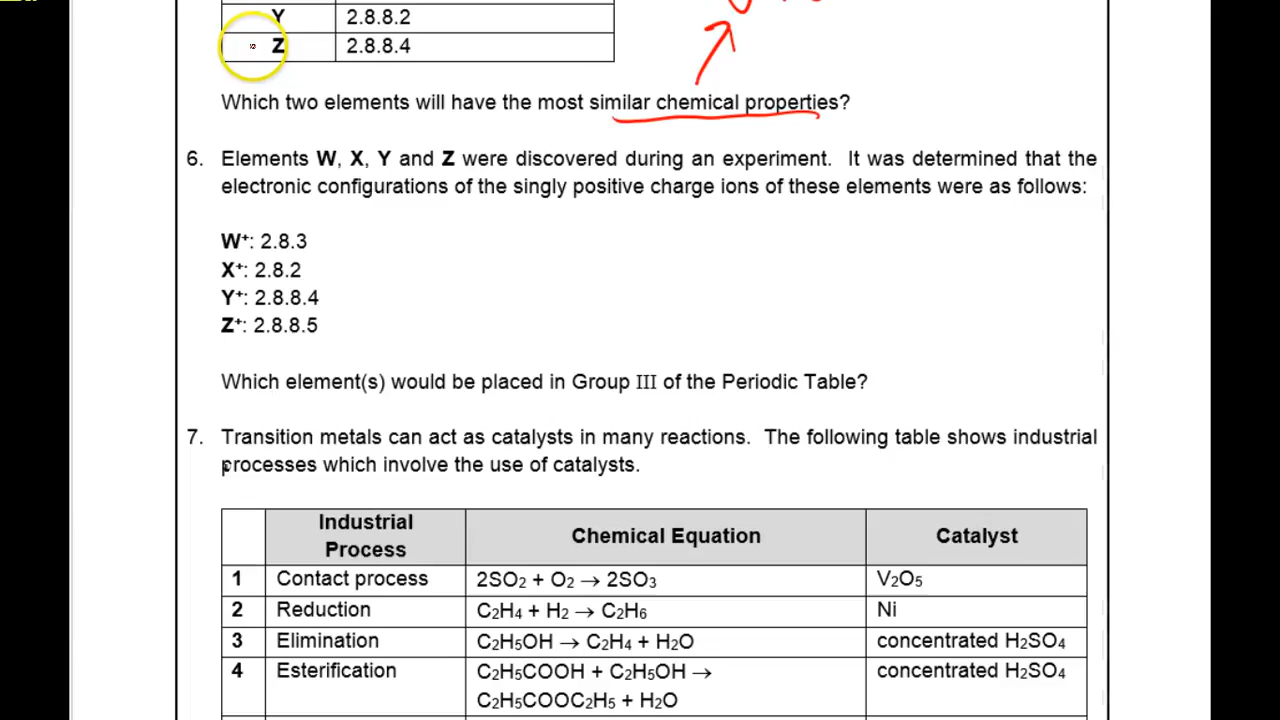 Y 2.8.8.2
Z 2.8.8.4
Which two elements will have the most similar chemical properties?
6. Elements W, X, Y and Z were discovered during an experiment. It was determined that the
electronic configurations of the singly positive charge ions of these elements were as follows:
W⁺: 2.8.3
X⁺: 2.8.2
Y⁺: 2.8.8.4
Z⁺: 2.8.8.5
Which element(s) would be placed in Group III of the Periodic Table?
7. Transition metals can act as catalysts in many reactions. The following table shows industrial
processes which involve the use of catalysts.
Industrial Process Chemical Equation Catalyst
1 Contact process 2SO₂ + O₂ → 2SO₃ V₂O₅
2 Reduction C₂H₄ + H₂ → C₂H₆ Ni
3 Elimination C₂H₅OH → C₂H₄ + H₂O concentrated H₂SO₄
4 Esterification C₂H₅COOH + C₂H₅OH → concentrated H₂SO₄
C₂H₅COOC₂H₅ + H₂O